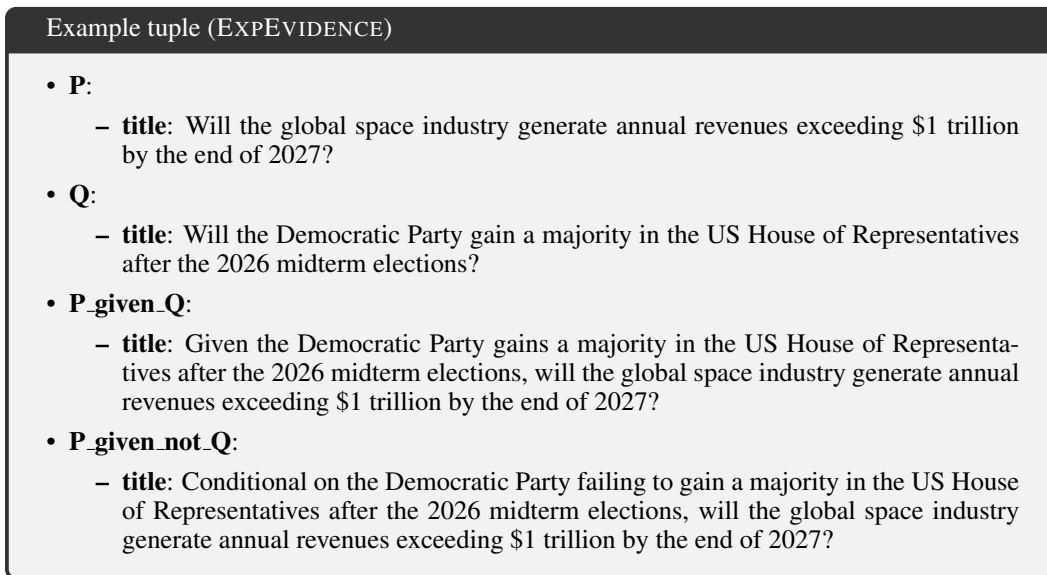 Example tuple (EXPEVIDENCE)
• P:
– title: Will the global space industry generate annual revenues exceeding $1 trillion
by the end of 2027?
• Q:
– title: Will the Democratic Party gain a majority in the US House of Representatives
after the 2026 midterm elections?
• P_given_Q:
– title: Given the Democratic Party gains a majority in the US House of Representa-
tives after the 2026 midterm elections, will the global space industry generate annual
revenues exceeding $1 trillion by the end of 2027?
• P_given_not_Q:
– title: Conditional on the Democratic Party failing to gain a majority in the US House
of Representatives after the 2026 midterm elections, will the global space industry
generate annual revenues exceeding $1 trillion by the end of 2027?